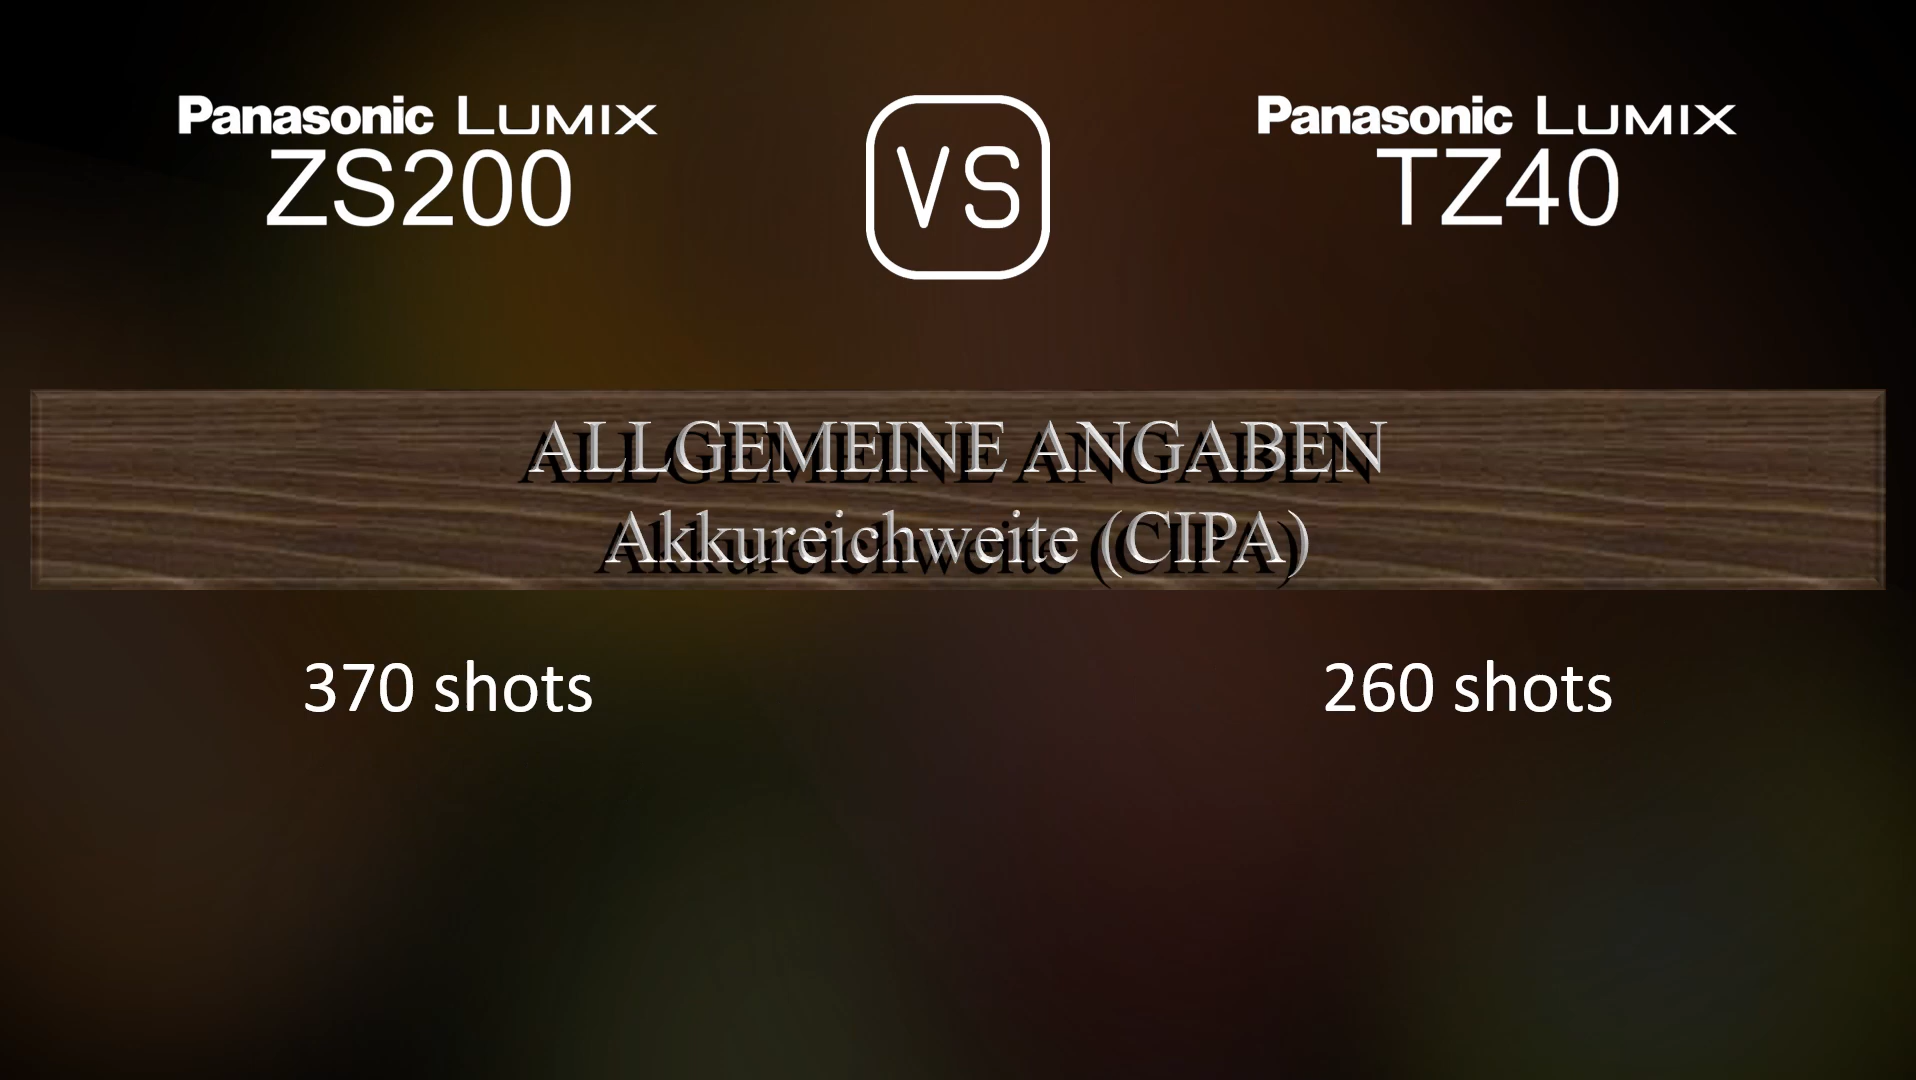 Panasonic LUMIX
ZS200
VS
Panasonic LUMIX
TZ40
ALLGEMEINE ANGABEN
Akkureichweite (CIPA)
370 shots
260 shots